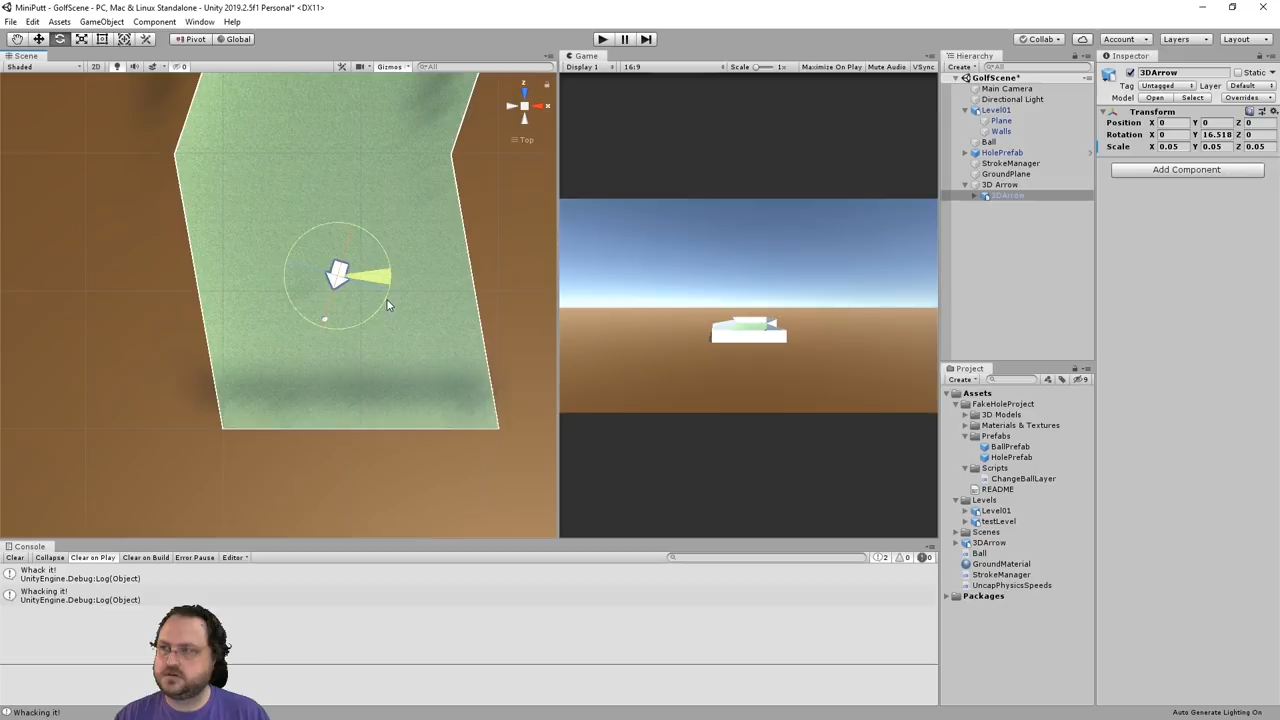 MiniPutt - GolfScene - PC, Mac & Linux Standalone - Unity 2019.2.5f1 Personal* <DX11>
File Edit Assets GameObject Component Window Help
Pivot Global Collab Account Layers Layout
Scene
Shaded 2D 0 Gizmos All
z
x
Top
Game
Display 1 16:9 Scale 1x Maximize On Play Mute Audio VSync
Hierarchy
Create All
GolfScene*
Main Camera
Directional Light
Level01
Plane
Walls
Ball
HolePrefab
StrokeManager
GroundPlane
3D Arrow
3DArrow
Project
Create 9
Assets
FakeHoleProject
3D Models
Materials & Textures
Prefabs
BallPrefab
HolePrefab
Scripts
ChangeBallLayer
README
Levels
Level01
testLevel
Scenes
3DArrow
Ball
GroundMaterial
StrokeManager
UncapPhysicsSpeeds
Packages
Inspector
3DArrow Static
Tag Untagged Layer Default
Model Open Select Overrides
Transform
Position X 0 Y 0 Z 0
Rotation X 0 Y 16.518 Z 0
Scale X 0.05 Y 0.05 Z 0.05
Add Component
Console
Clear Collapse Clear on Play Clear on Build Error Pause Editor 2 0 0
Whack it!
UnityEngine.Debug:Log(Object)
Whacking it!
UnityEngine.Debug:Log(Object)
Whacking it!
Auto Generate Lighting On